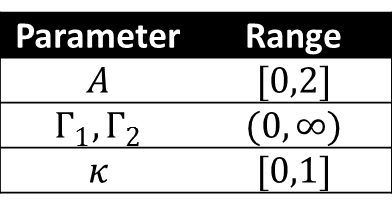 Parameter Range
A [0,2]
Γ₁,Γ₂ (0,∞)
κ [0,1]